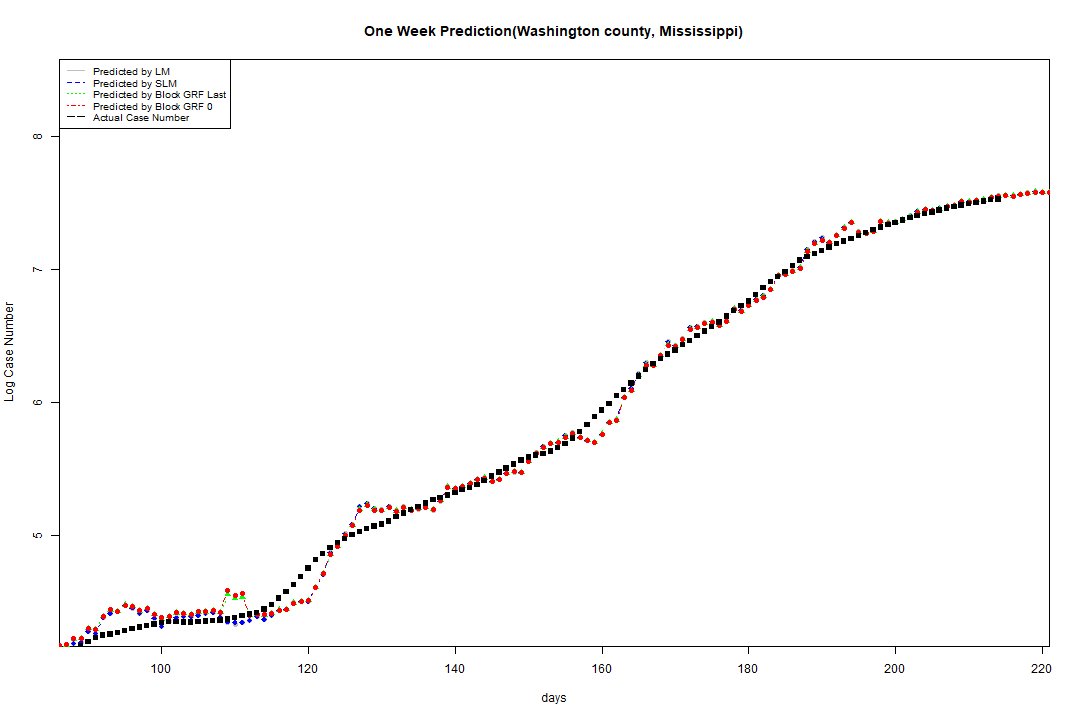 One Week Prediction(Washington county, Mississippi)
Predicted by LM
Predicted by SLM
Predicted by Block GRF Last
Predicted by Block GRF 0
Actual Case Number
8
7
6
5
Log Case Number
100 120 140 160 180 200 220
days